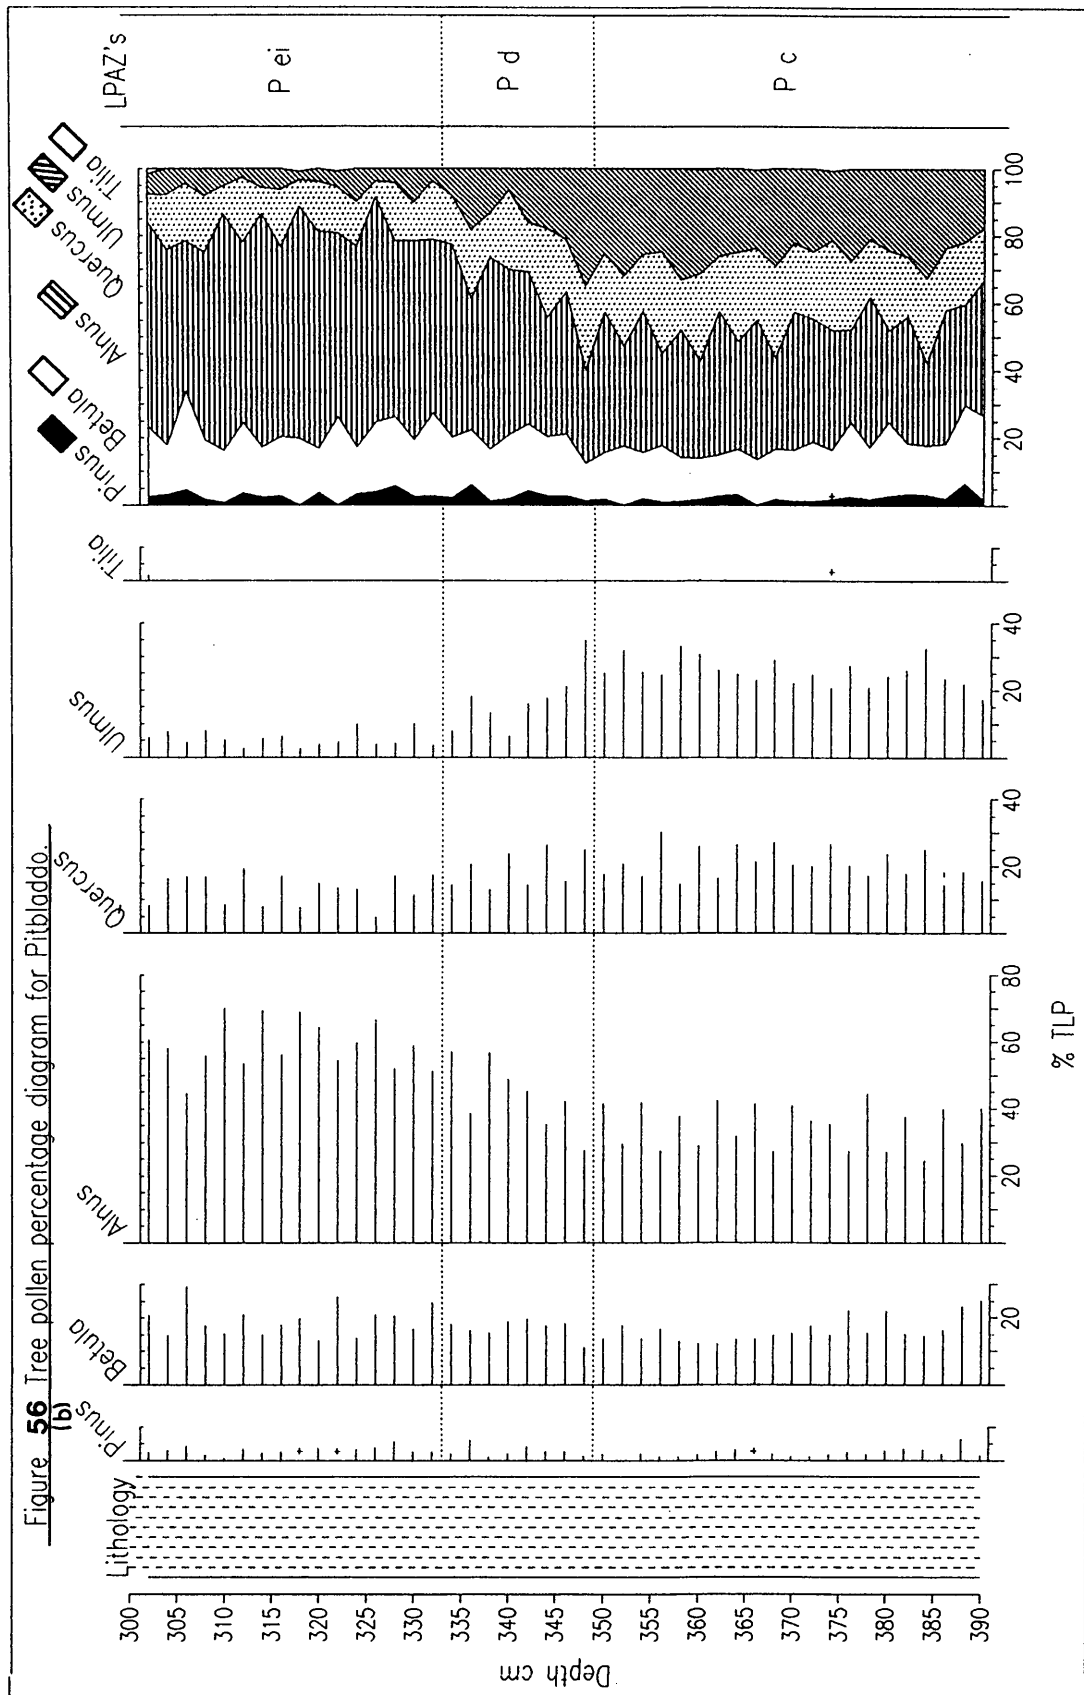 Figure 56 Tree pollen percentage diagram for Pitbladdo.
(b)
Lithology
Pinus
Betula
Alnus
Quercus
Ulmus
Tilia
Pinus
Betula
Alnus
Quercus
Ulmus
Tilia
LPAZ's
P ei
P d
P c
Depth cm
300
305
310
315
320
325
330
335
340
345
350
355
360
365
370
375
380
385
390
20
20
40
60
80
20
40
20
40
20
40
60
80
100
% TLP